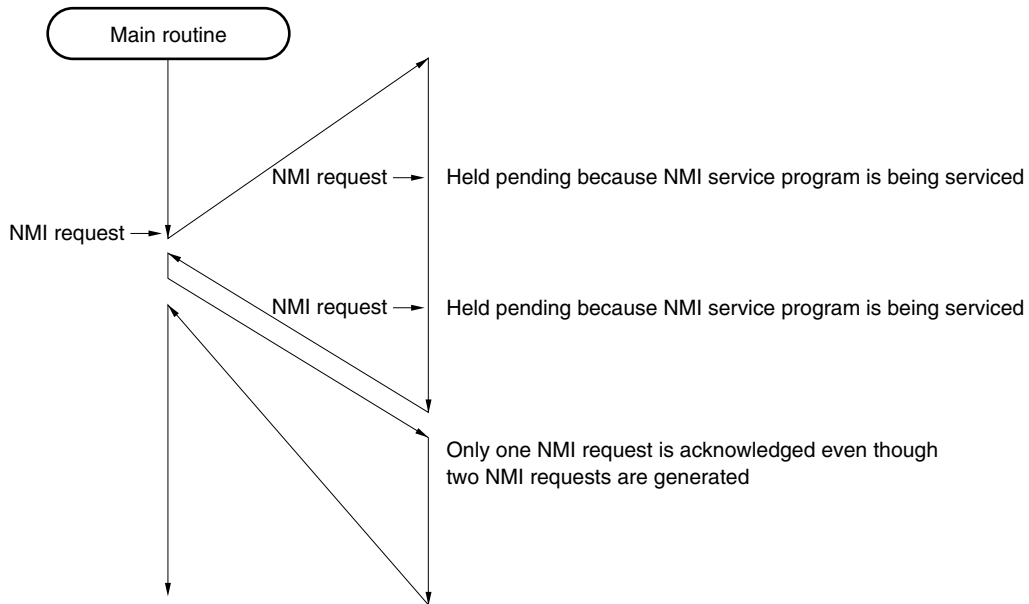 Main routine
NMI request
Held pending because NMI service program is being serviced
NMI request
NMI request
Held pending because NMI service program is being serviced
Only one NMI request is acknowledged even though
two NMI requests are generated